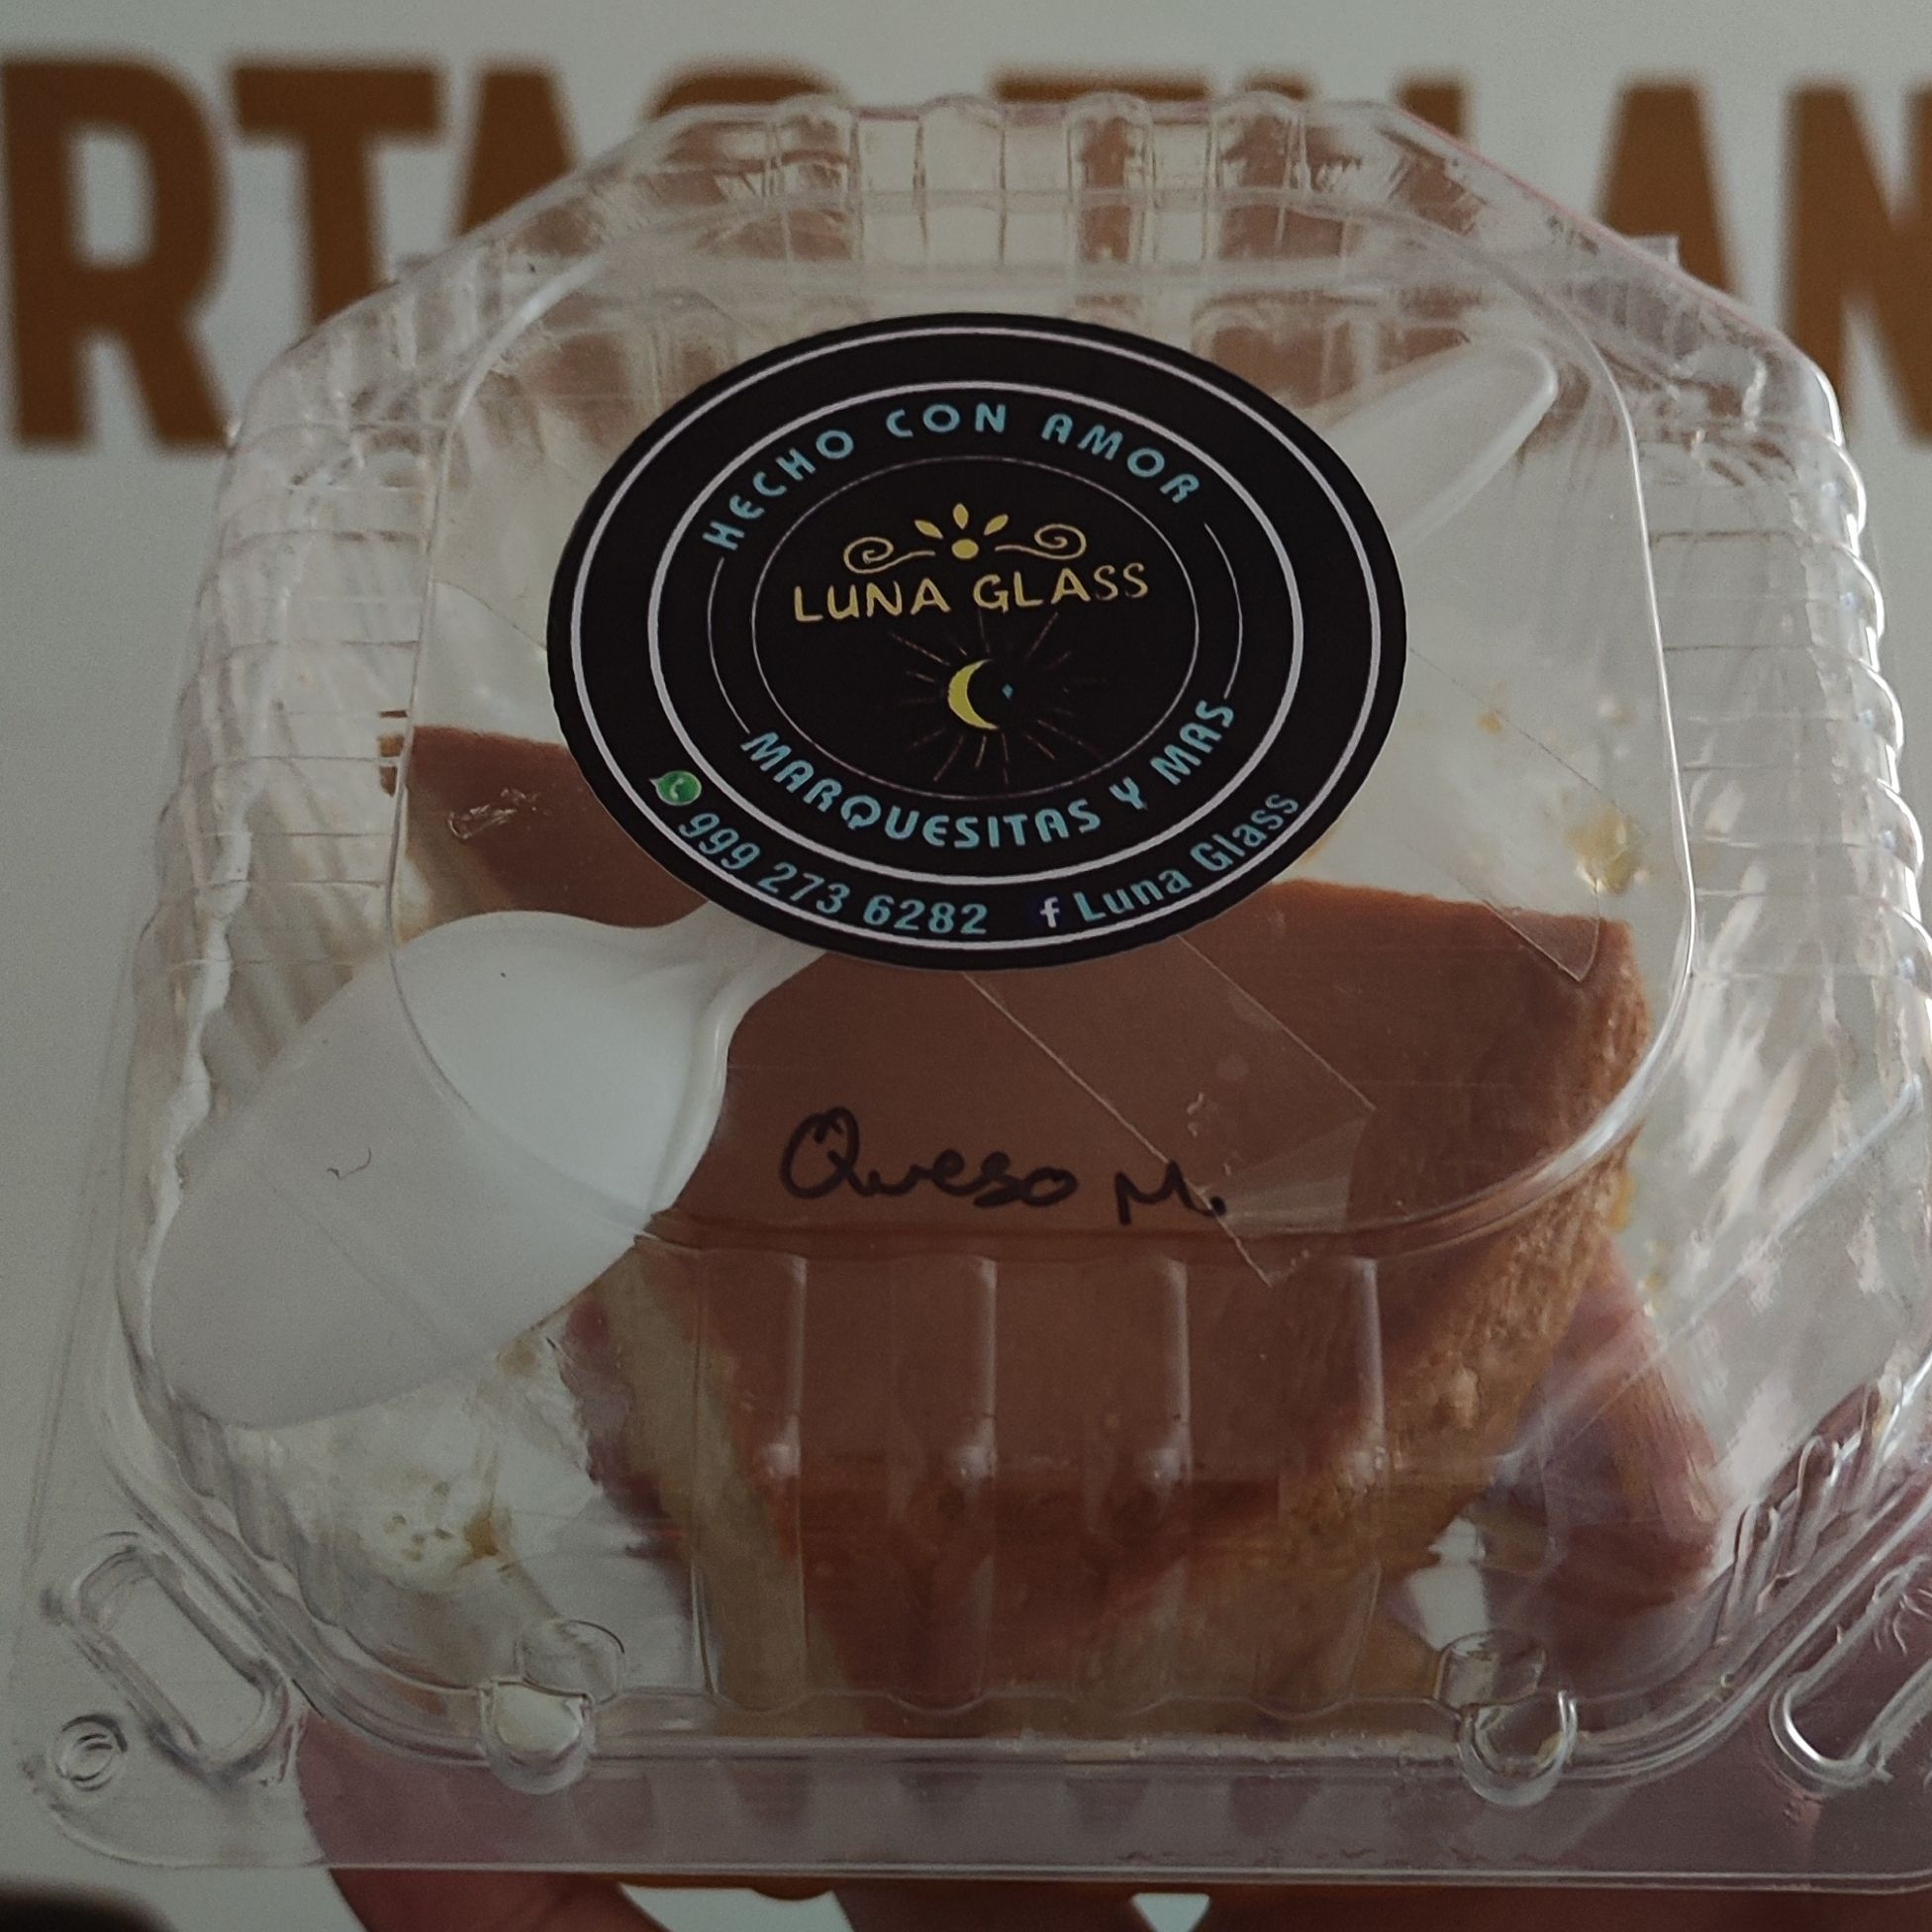 HECHO CON AMOR
LUNA GLASS
MARQUESITAS Y MAS
999 273 6282 f Luna Glass
Queso M.